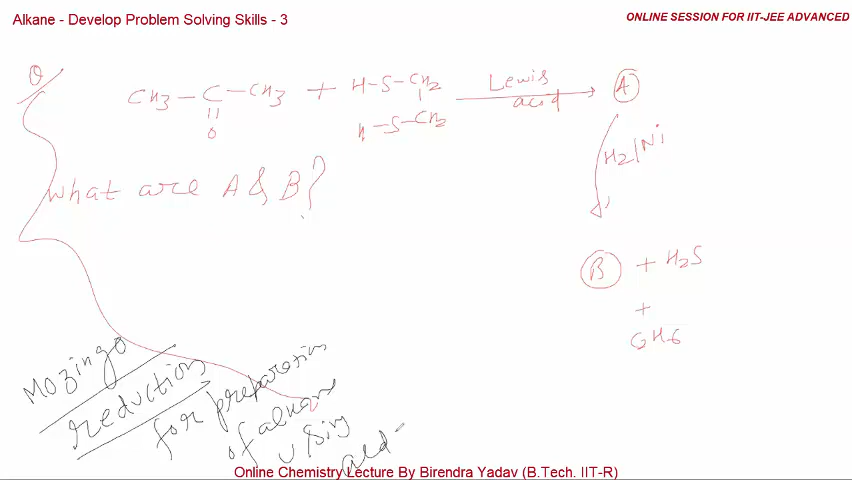 Alkane - Develop Problem Solving Skills - 3
ONLINE SESSION FOR IIT-JEE ADVANCED
Q
CH3 — C — CH3 + H-S-CH2 Lewis A
|| acid
O H-S-CH2
H2/Ni
What are A & B?
B + H2S
+
C2H6
Mozingo
reduction
for preparation
of alkane
using
ald
Online Chemistry Lecture By Birendra Yadav (B.Tech. IIT-R)